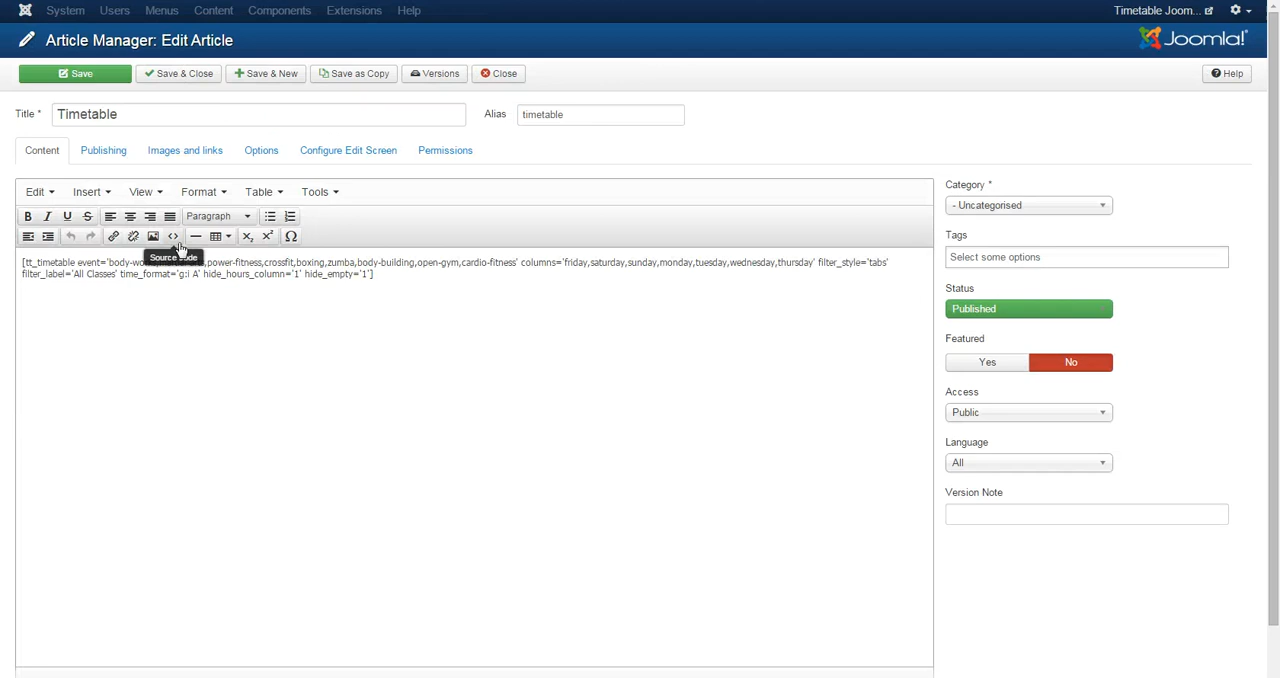 System Users Menus Content Components Extensions Help Timetable Joom...
Article Manager: Edit Article Joomla!
Save Save & Close Save & New Save as Copy Versions Close Help
Title * Timetable Alias timetable
Content Publishing Images and links Options Configure Edit Screen Permissions
Edit Insert View Format Table Tools
Category *
- Uncategorised
B I U S Paragraph
Tags
Source
Select some options
[tt_timetable ,power-fitness,crossfit,boxing,zumba,body-building,open-gym,cardio-fitness' columns='friday,saturday,sunday,monday,tuesday,wednesday,thursday' filter_style='tabs'
filter_label='All Classes' time_format='g:i A' hide_hours_column='1' hide_empty='1']
Status
Published
Featured
Yes No
Access
Public
Language
All
Version Note